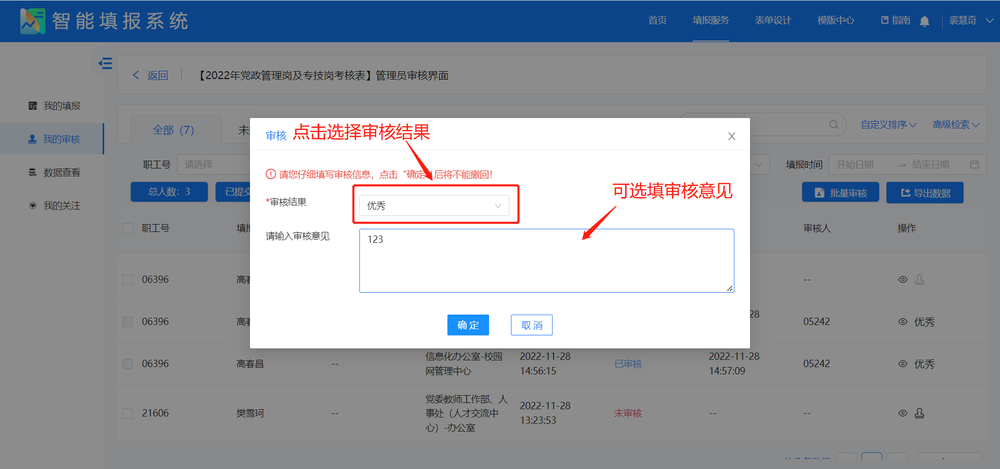 智能填报系统
首页 填报服务 表单设计 模版中心 指南 裘慧奇
返回 【2022年党政管理岗及专技岗考核表】管理员审核界面
我的填报
我的审核
数据查看
我的关注
全部（7） 未
自定义排序 高级检索
职工号 请选择 填报时间 开始日期 → 结束日期
总人数：3 已提交 批量审核 导出数据
审核 点击选择审核结果
请您仔细填写审核信息，点击“确定 后将不能撤回！
*审核结果 优秀
可选填审核意见
请输入审核意见 123
确定 取消
职工号 填报 审核人 操作
06396 高春 --
06396 高春 28 05242 优秀
06396 高春昌 -- 信息化办公室-校园网管理中心 2022-11-28 14:56:15 已审核 2022-11-28 14:57:09 05242 优秀
21606 樊雪珂 -- 党委教师工作部、人事处（人才交流中心）-办公室 2022-11-28 13:23:53 未审核 -- --